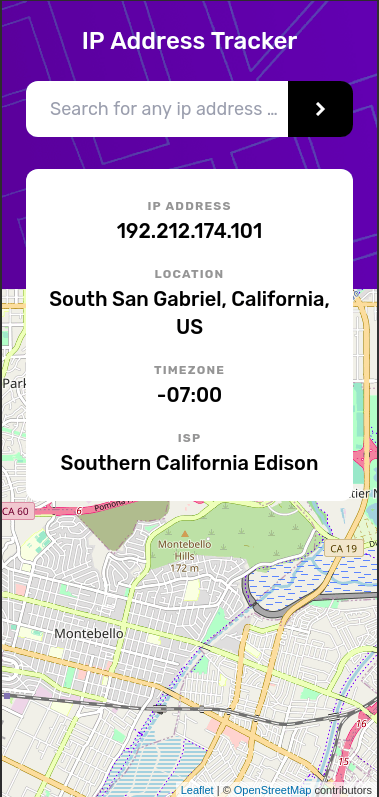 IP Address Tracker
Search for any ip address ...
IP ADDRESS
192.212.174.101
LOCATION
South San Gabriel, California,
US
TIMEZONE
-07:00
ISP
Southern California Edison
Park
CA 60
6
Pomona
CA 19
Montebello
Hills
172 m
Montebello
16
15
Leaflet | © OpenStreetMap contributors